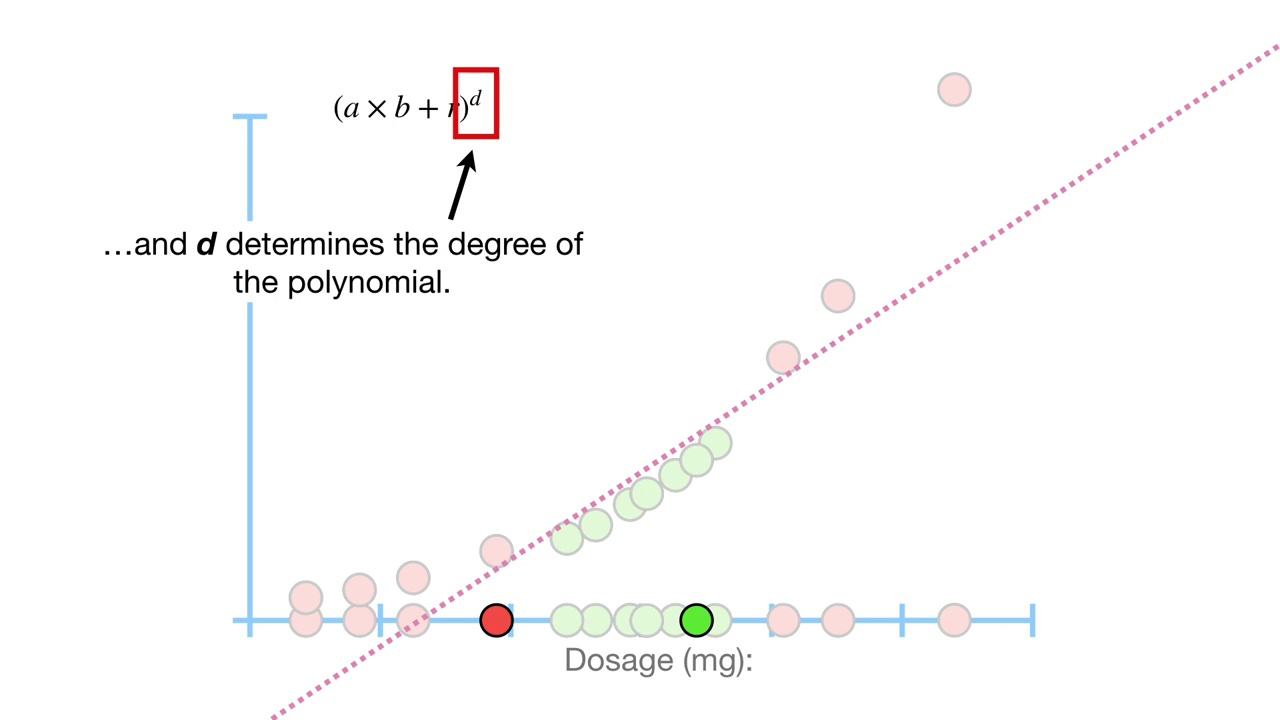 (a × b + r)^d
…and d determines the degree of
the polynomial.
Dosage (mg):